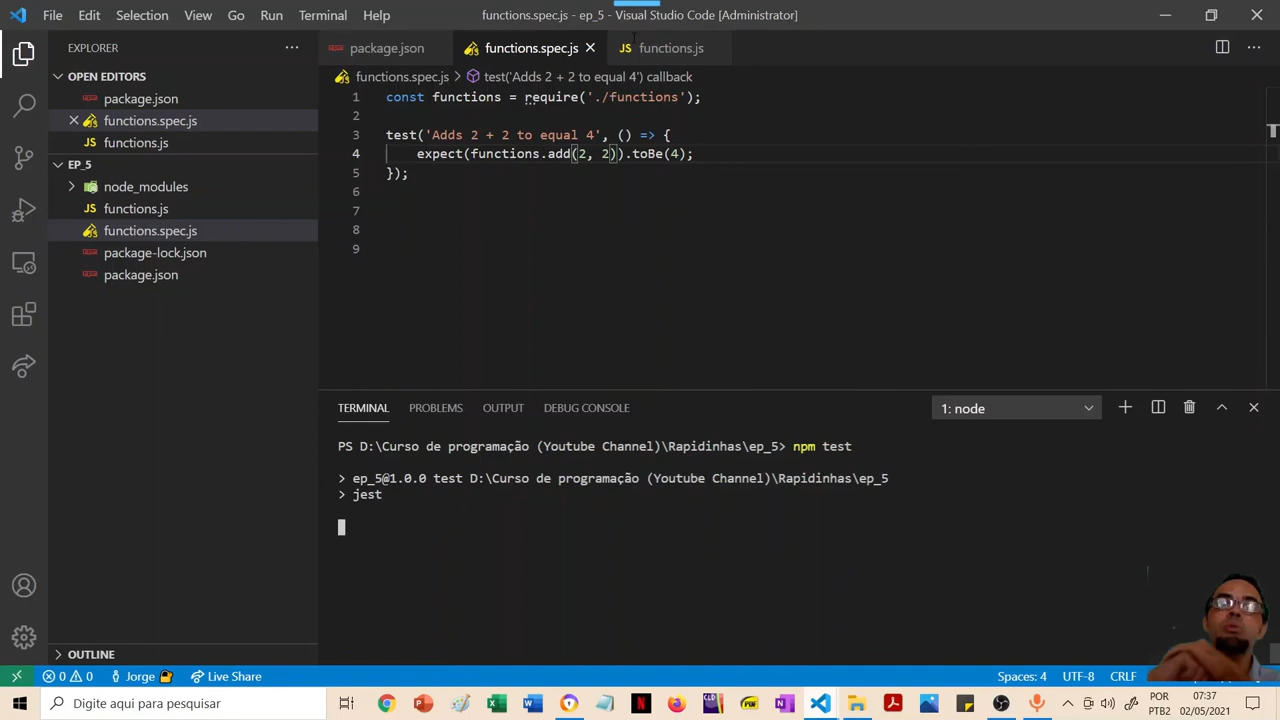 File Edit Selection View Go Run Terminal Help
functions.spec.js - ep_5 - Visual Studio Code [Administrator]
EXPLORER
OPEN EDITORS
package.json
functions.spec.js
JS functions.js
EP_5
node_modules
JS functions.js
functions.spec.js
package-lock.json
package.json
OUTLINE
package.json functions.spec.js JS functions.js
functions.spec.js > test('Adds 2 + 2 to equal 4') callback
1 const functions = require('./functions');
2
3 test('Adds 2 + 2 to equal 4', () => {
4 expect(functions.add(2, 2)).toBe(4);
5 });
6
7
8
9
TERMINAL PROBLEMS OUTPUT DEBUG CONSOLE
1: node
PS D:\Curso de programação (Youtube Channel)\Rapidinhas\ep_5> npm test
> ep_5@1.0.0 test D:\Curso de programação (Youtube Channel)\Rapidinhas\ep_5
> jest
0 0 Jorge Live Share
Spaces: 4 UTF-8 CRLF
Digite aqui para pesquisar
POR
PTB2
07:37
02/05/2021